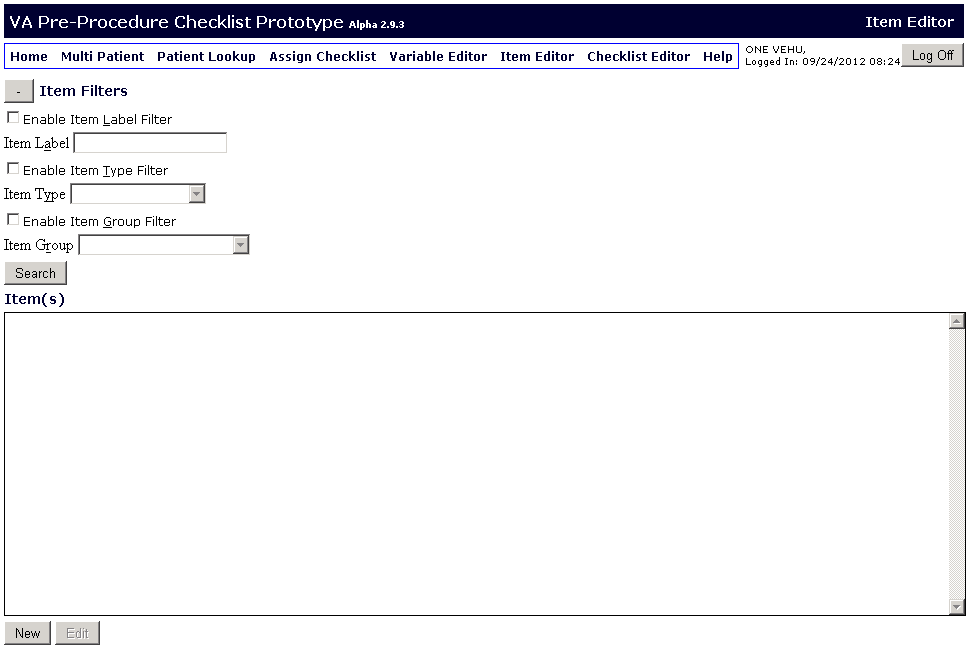 VA Pre-Procedure Checklist Prototype Alpha 2.9.3 Item Editor
Home Multi Patient Patient Lookup Assign Checklist Variable Editor Item Editor Checklist Editor Help
ONE VEHU,
Logged In: 09/24/2012 08:24
Log Off
- Item Filters
Enable Item Label Filter
Item Label
Enable Item Type Filter
Item Type
Enable Item Group Filter
Item Group
Search
Item(s)
New Edit